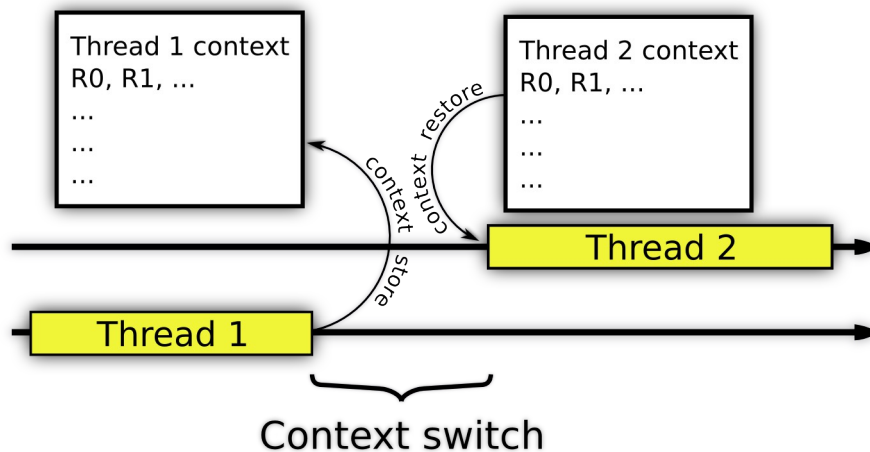 Thread 1 context
R0, R1, ...
...
...
...
Thread 2 context
R0, R1, ...
...
...
...
context restore
context store
Thread 2
Thread 1
Context switch